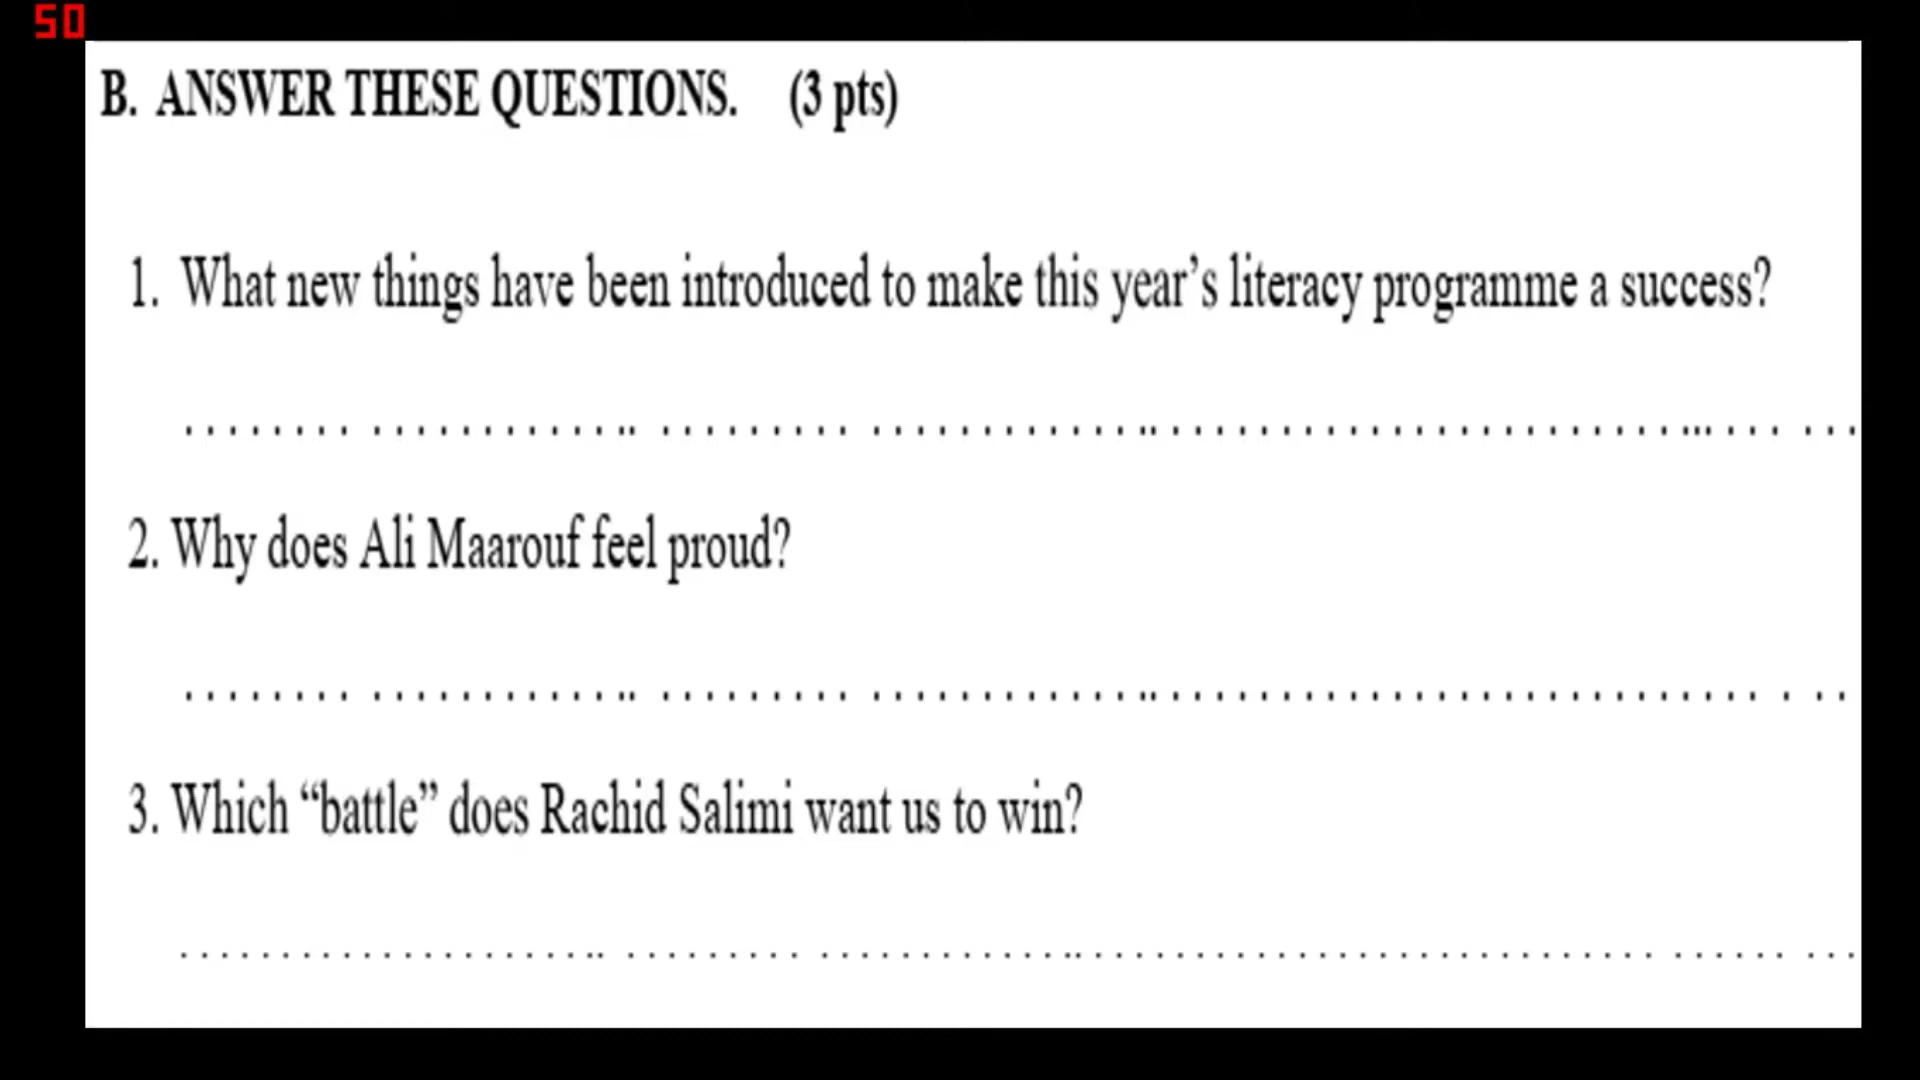 50
B. ANSWER THESE QUESTIONS. (3 pts)
1. What new things have been introduced to make this year’s literacy programme a success?
........ ............. ......... ........................................... ...
2. Why does Ali Maarouf feel proud?
........ ............. ......... ........................................ . ..
3. Which “battle” does Rachid Salimi want us to win?
...................... ......... .......................................... ...... ...